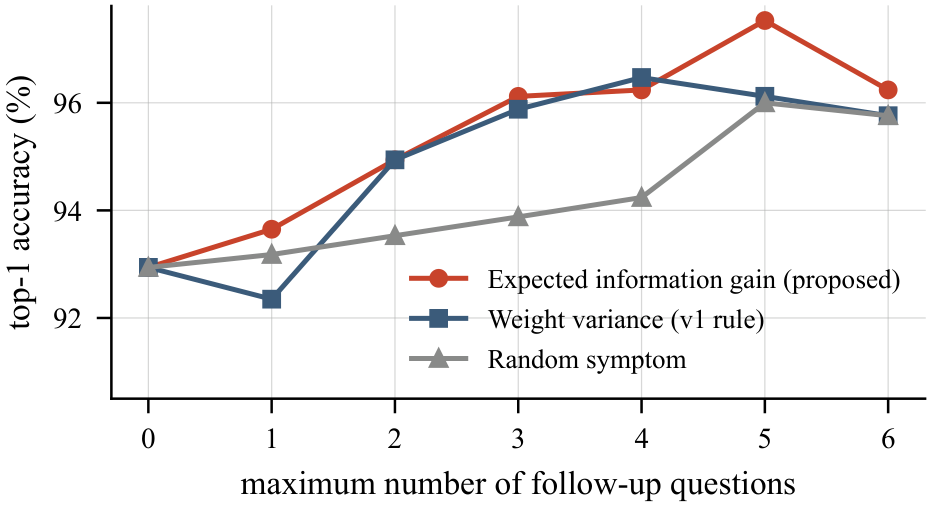 top-1 accuracy (%)
96
94
92
Expected information gain (proposed)
Weight variance (v1 rule)
Random symptom
0 1 2 3 4 5 6
maximum number of follow-up questions